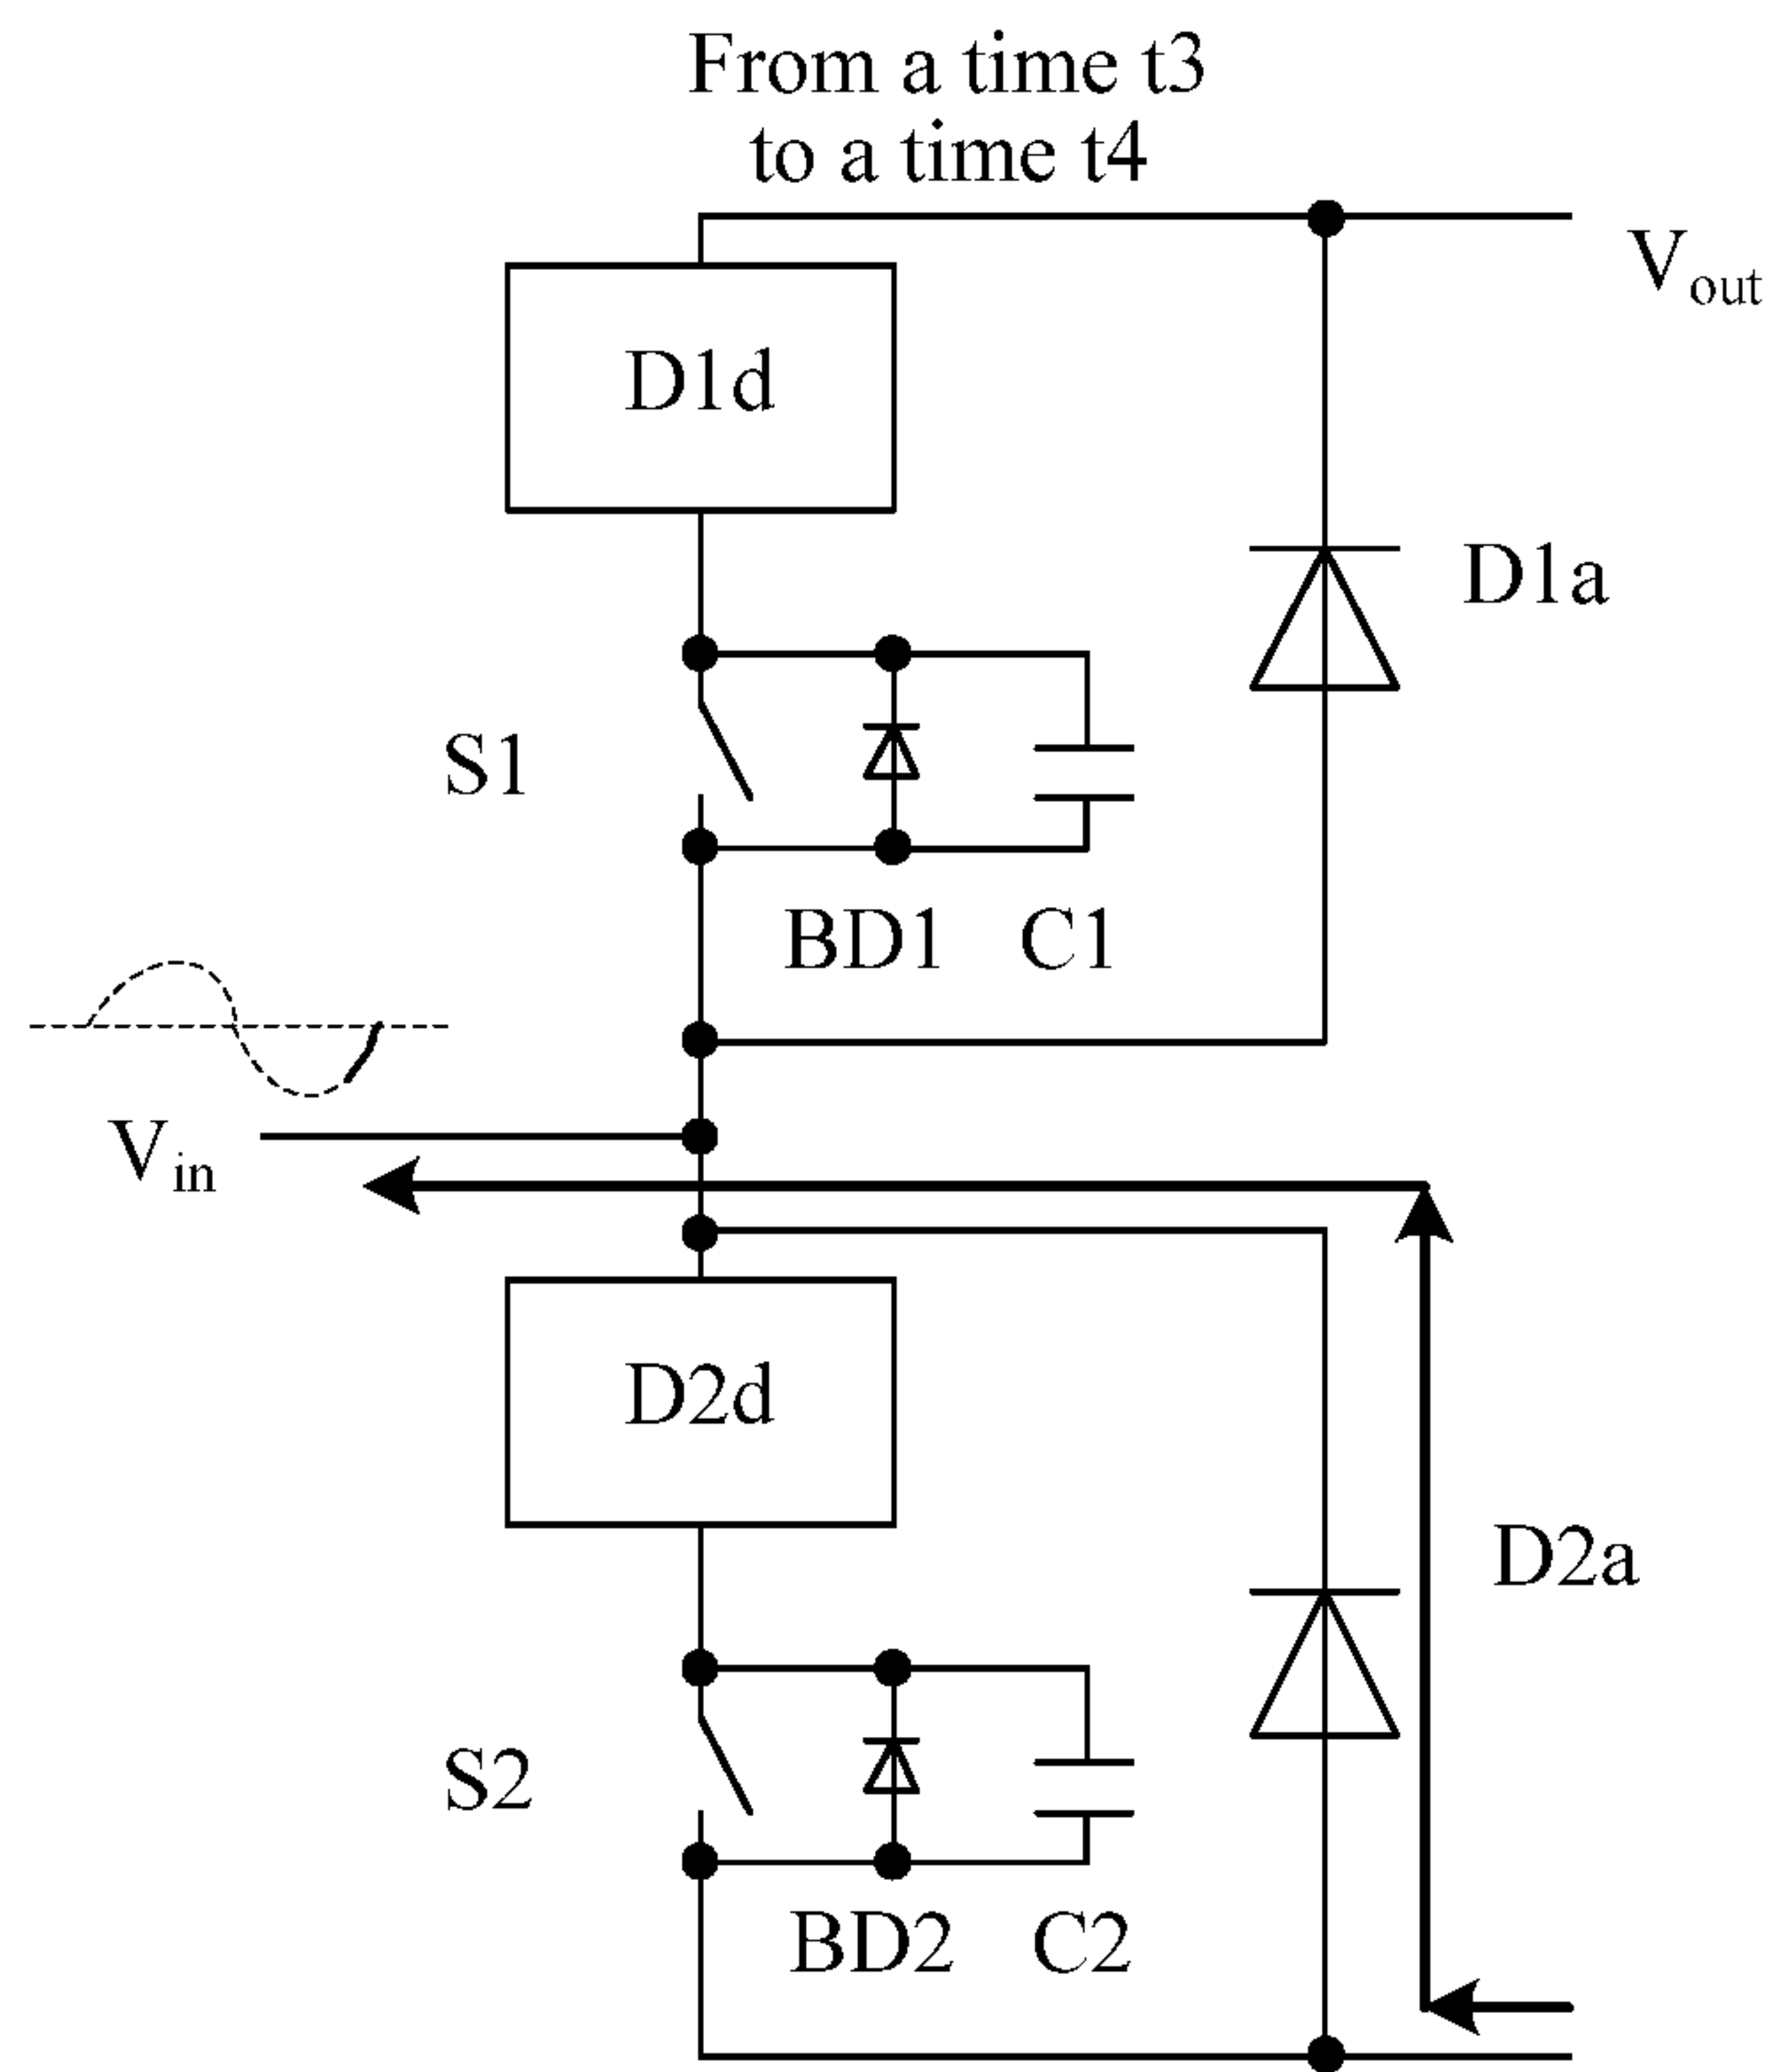 From a time t3
to a time t4
Vout
D1d
D1a
S1
BD1 C1
Vin
D2d
D2a
S2
BD2 C2